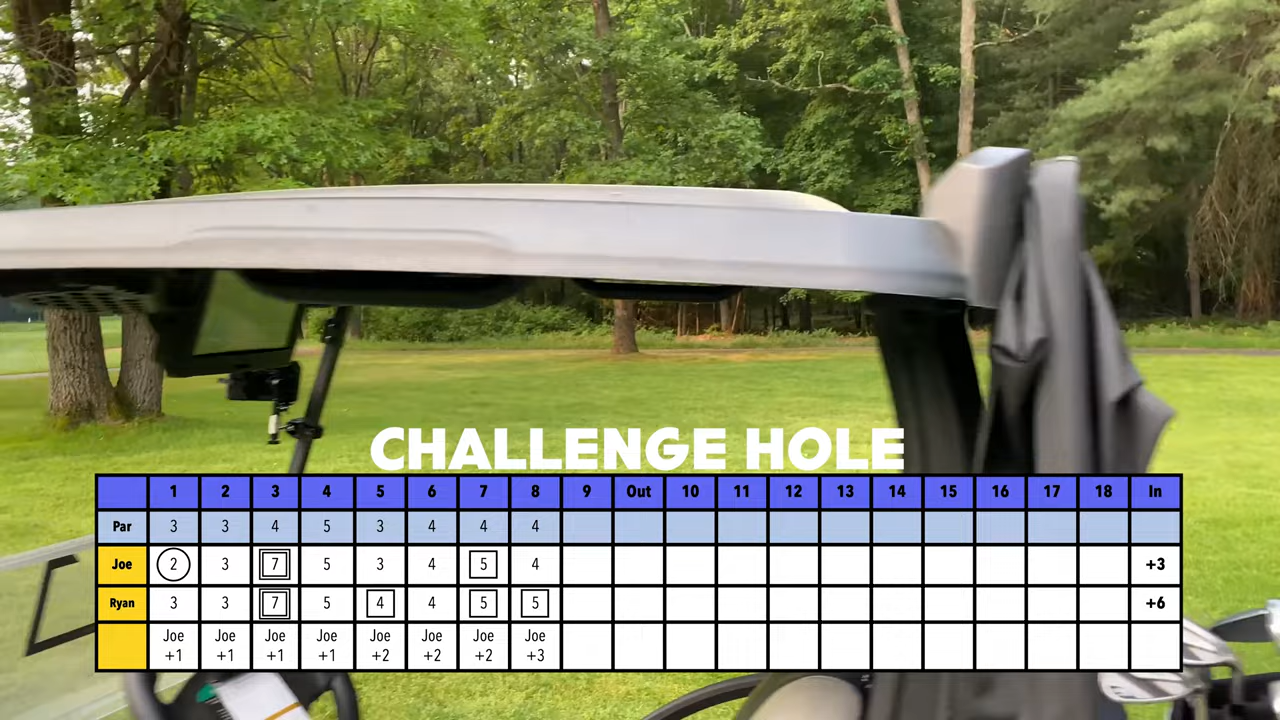 CHALLENGE HOLE
1 2 3 4 5 6 7 8 9 Out 10 11 12 13 14 15 16 17 18 In
Par 3 3 4 5 3 4 4 4
Joe 2 3 7 5 3 4 5 4 +3
Ryan 3 3 7 5 4 4 5 5 +6
Joe Joe Joe Joe Joe Joe Joe Joe
+1 +1 +1 +1 +2 +2 +2 +3